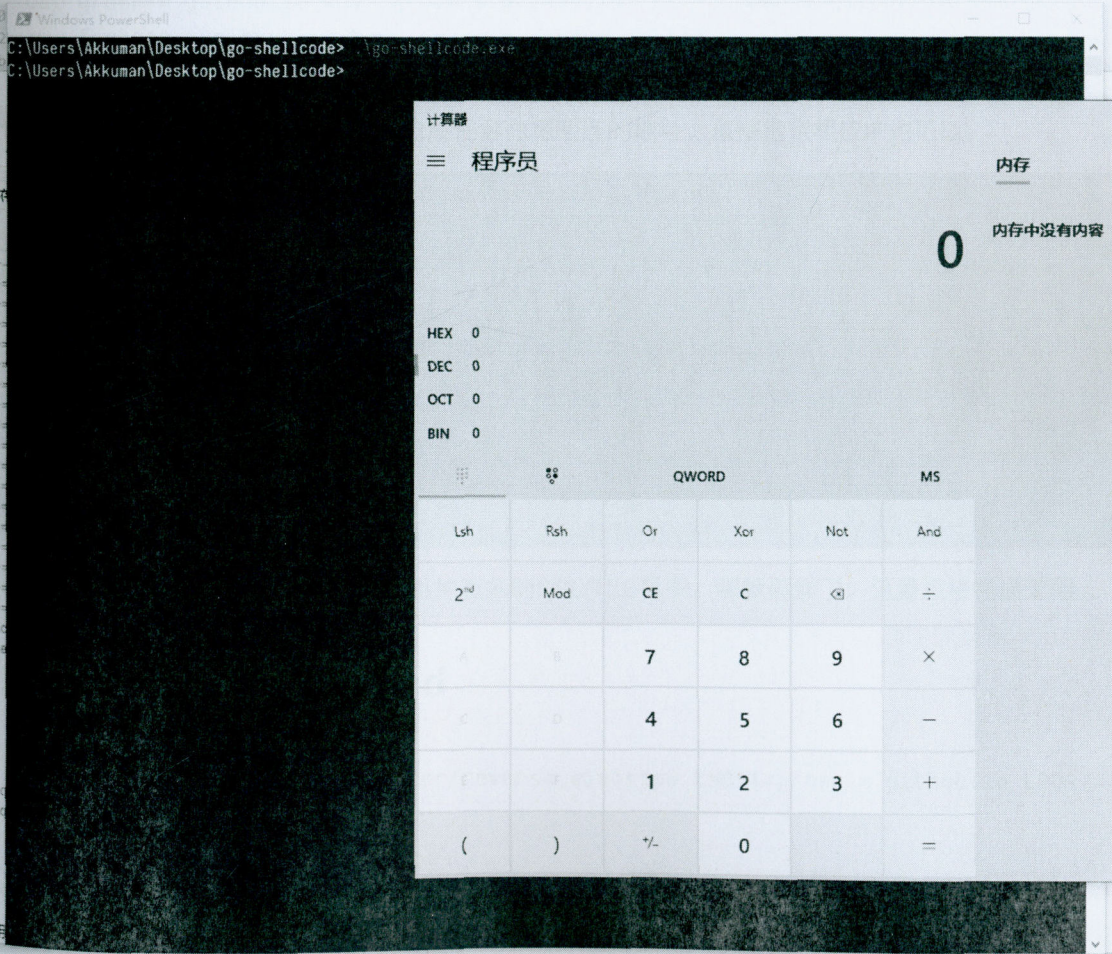 Windows PowerShell
C:\Users\Akkuman\Desktop\go-shellcode> .\go-shellcode.exe
C:\Users\Akkuman\Desktop\go-shellcode>
计算器
程序员
内存
0
内存中没有内容
HEX 0
DEC 0
OCT 0
BIN 0
QWORD MS
Lsh Rsh Or Xor Not And
2nd Mod CE C ÷
A B 7 8 9 ×
D 4 5 6 −
1 2 3 +
( ) +/- 0 =